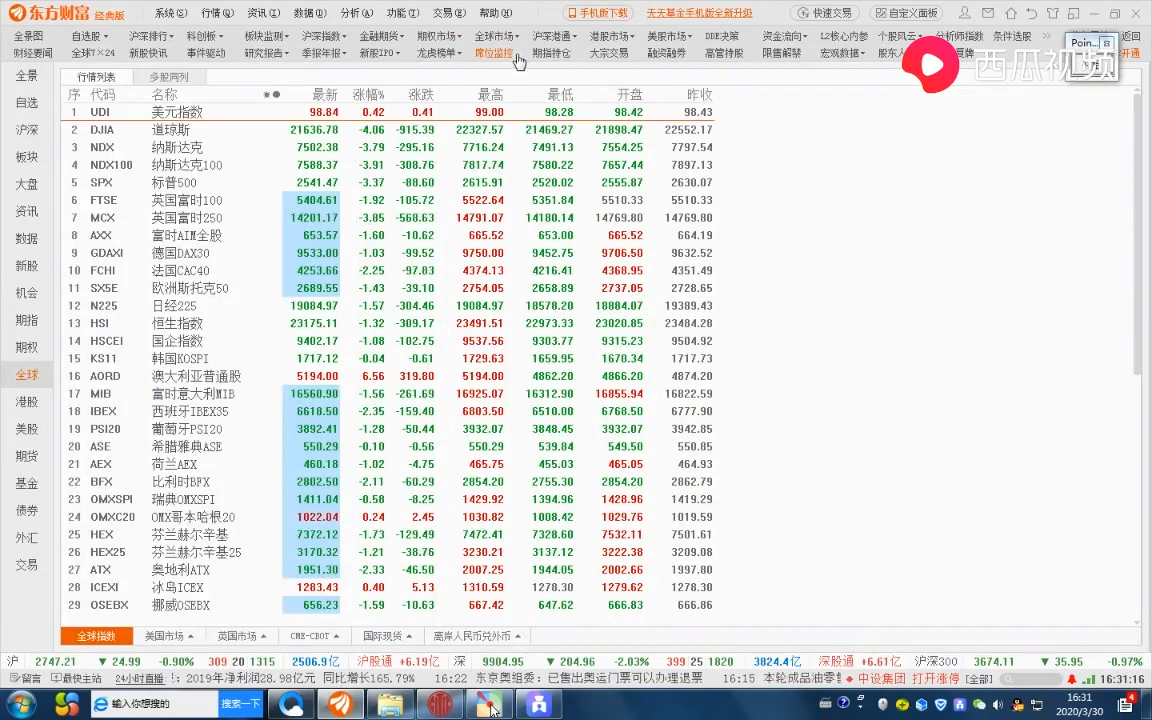 东方财富 经典版 系统(S) 行情(Q) 资讯(I) 数据(D) 分析(A) 功能(T) 交易(E) 帮助(H) 手机版下载 天天基金手机版全新升级 快速交易 自定义面板
全景图 自选股 沪深排行 科创板 板块监测 沪深指数 金融期货 期权市场 全球市场 沪深港通 港股市场 美股市场 DDE决策 资金流向 L2核心内参 个股风云 分析师指数 条件选股 返回
财经要闻 全球7×24 新股快讯 事件驱动 研究报告 季报年报 新股IPO 龙虎榜单 席位监控 期指持仓 大宗交易 融资融券 高管持股 限售解禁 宏观数据 开通
Poin...
西瓜视频
全景
自选
沪深
板块
大盘
资讯
数据
新股
机会
期指
期权
全球
港股
美股
期货
基金
债券
外汇
交易
行情列表 多股同列
序 代码 名称 最新 涨幅% 涨跌 最高 最低 开盘 昨收
1 UDI 美元指数 98.84 0.42 0.41 99.00 98.28 98.42 98.43
2 DJIA 道琼斯 21636.78 -4.06 -915.39 22327.57 21469.27 21898.47 22552.17
3 NDX 纳斯达克 7502.38 -3.79 -295.16 7716.24 7491.13 7554.25 7797.54
4 NDX100 纳斯达克100 7588.37 -3.91 -308.76 7817.74 7580.22 7657.44 7897.13
5 SPX 标普500 2541.47 -3.37 -88.60 2615.91 2520.02 2555.87 2630.07
6 FTSE 英国富时100 5404.61 -1.92 -105.72 5522.64 5351.84 5510.33 5510.33
7 MCX 英国富时250 14201.17 -3.85 -568.63 14791.07 14180.14 14769.80 14769.80
8 AXX 富时AIM全股 653.57 -1.60 -10.62 665.52 653.00 665.52 664.19
9 GDAXI 德国DAX30 9533.00 -1.03 -99.52 9750.00 9452.75 9706.50 9632.52
10 FCHI 法国CAC40 4253.66 -2.25 -97.83 4374.13 4216.41 4368.95 4351.49
11 SX5E 欧洲斯托克50 2689.55 -1.43 -39.10 2754.05 2658.89 2737.05 2728.65
12 N225 日经225 19084.97 -1.57 -304.46 19084.97 18578.20 18884.07 19389.43
13 HSI 恒生指数 23175.11 -1.32 -309.17 23491.51 22973.33 23020.85 23484.28
14 HSCEI 国企指数 9402.17 -1.08 -102.75 9537.56 9303.77 9315.23 9504.92
15 KS11 韩国KOSPI 1717.12 -0.04 -0.61 1729.63 1659.95 1670.34 1717.73
16 AORD 澳大利亚普通股 5194.00 6.56 319.80 5194.00 4862.20 4866.20 4874.20
17 MIB 富时意大利MIB 16560.90 -1.56 -261.69 16925.07 16312.90 16855.94 16822.59
18 IBEX 西班牙IBEX35 6618.50 -2.35 -159.40 6803.50 6510.00 6768.50 6777.90
19 PSI20 葡萄牙PSI20 3892.41 -1.28 -50.44 3932.07 3848.45 3932.07 3942.85
20 ASE 希腊雅典ASE 550.29 -0.10 -0.56 550.29 539.84 549.50 550.85
21 AEX 荷兰AEX 460.18 -1.02 -4.75 465.75 455.03 465.05 464.93
22 BFX 比利时BFX 2802.50 -2.11 -60.29 2854.20 2755.30 2854.20 2862.79
23 OMXSPI 瑞典OMXSPI 1411.04 -0.58 -8.25 1429.92 1394.96 1428.96 1419.29
24 OMXC20 OMX哥本哈根20 1022.04 0.24 2.45 1030.82 1008.42 1029.76 1019.59
25 HEX 芬兰赫尔辛基 7372.12 -1.73 -129.49 7472.41 7328.60 7532.11 7501.61
26 HEX25 芬兰赫尔辛基25 3170.32 -1.21 -38.76 3230.21 3137.12 3222.38 3209.08
27 ATX 奥地利ATX 1951.30 -2.33 -46.50 2007.25 1944.05 2002.66 1997.80
28 ICEXI 冰岛ICEX 1283.43 0.40 5.13 1310.59 1278.30 1279.62 1278.30
29 OSEBX 挪威OSEBX 656.23 -1.59 -10.63 667.42 647.62 666.83 666.86
全球指数 美国市场 英国市场 CME-CBOT 国际现货 离岸人民币兑外币
沪 2747.21 ▼24.99 -0.90% 309 20 1315 2506.9亿 沪股通 +6.19亿 深 9904.95 ▼204.96 -2.03% 399 25 1820 3824.4亿 深股通 +6.61亿 沪深300 3674.11 ▼35.95 -0.97%
留言 最快主站 24小时直播 : 2019年净利润28.98亿元 同比增长165.79% 16:22 东京奥组委：已售出奥运门票可以办理退票 16:15 本轮成品油零售 中设集团 打开涨停 [全部] 16:31:16
输入你想搜的 搜索一下
16:31
2020/3/30
4